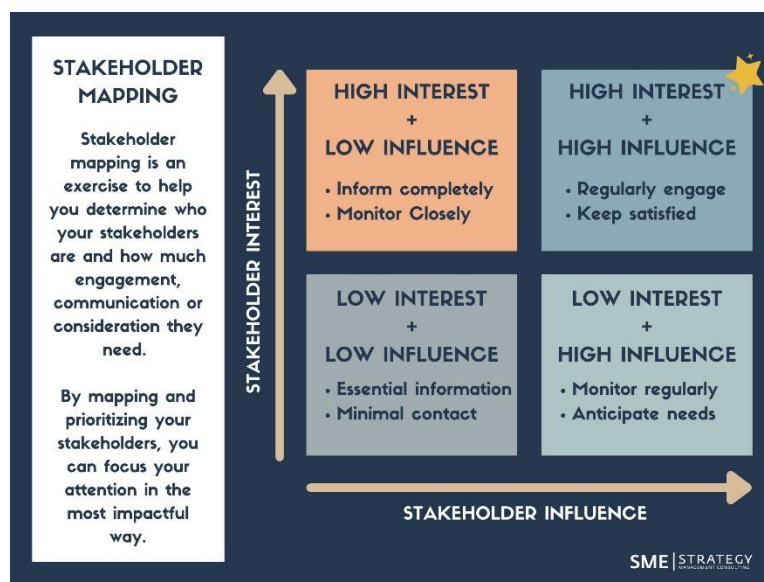 STAKEHOLDER
MAPPING
Stakeholder
mapping is an
exercise to help
you determine who
your stakeholders
are and how much
engagement,
communication or
consideration they
need.
By mapping and
prioritizing your
stakeholders, you
can focus your
attention in the
most impactful
way.
STAKEHOLDER INTEREST
HIGH INTEREST
+
LOW INFLUENCE
• Inform completely
• Monitor Closely
HIGH INTEREST
+
HIGH INFLUENCE
• Regularly engage
• Keep satisfied
LOW INTEREST
+
LOW INFLUENCE
• Essential information
• Minimal contact
LOW INTEREST
+
HIGH INFLUENCE
• Monitor regularly
• Anticipate needs
STAKEHOLDER INFLUENCE
SME | STRATEGY
MANAGEMENT CONSULTING